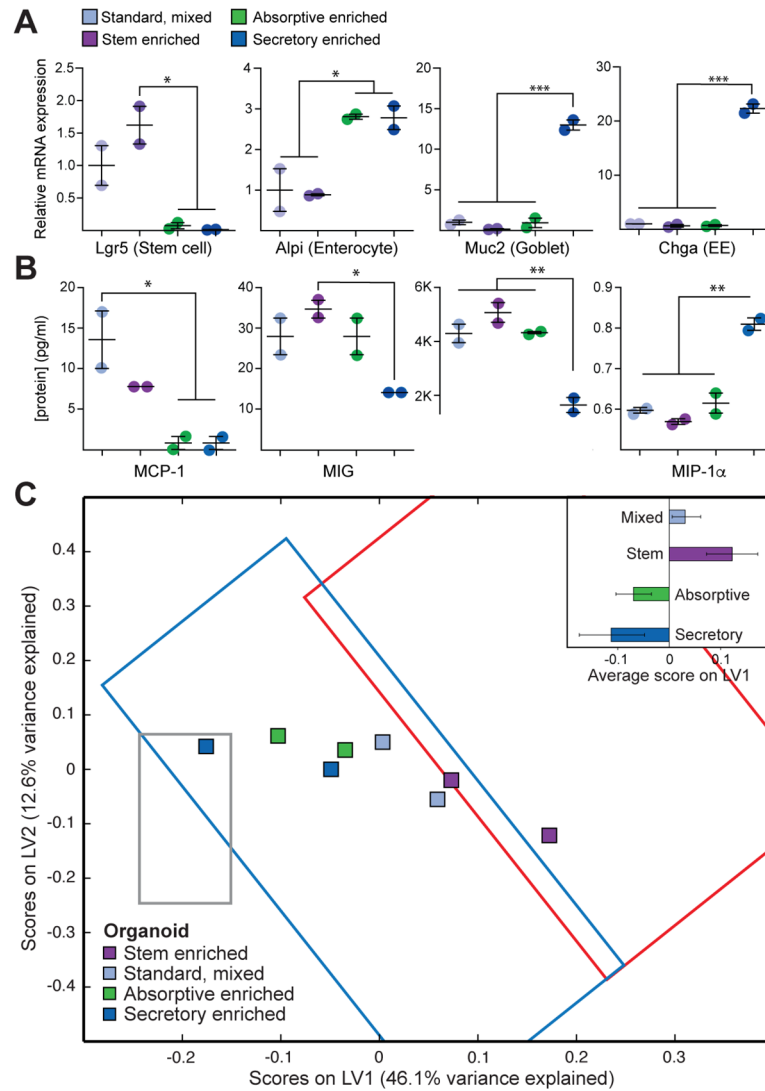 A
Standard, mixed
Absorptive enriched
Stem enriched
Secretory enriched
Relative mRNA expression
2.5
2.0
1.5
1.0
0.5
*
Lgr5 (Stem cell)
4
3
2
1
0
*
Alpi (Enterocyte)
20
15
10
5
***
Muc2 (Goblet)
30
20
10
***
Chga (EE)
B
[protein] (pg/ml)
20
15
10
5
*
MCP-1
40
30
20
10
*
MIG
6K
4K
2K
**
0.9
0.8
0.7
0.6
**
MIP-1α
C
Scores on LV2 (12.6% variance explained)
0.4
0.3
0.2
0.1
0
-0.1
-0.2
-0.3
-0.4
Mixed
Stem
Absorptive
Secretory
-0.1
0
0.1
Average score on LV1
Organoid
Stem enriched
Standard, mixed
Absorptive enriched
Secretory enriched
-0.2
-0.1
0
0.1
0.2
0.3
Scores on LV1 (46.1% variance explained)